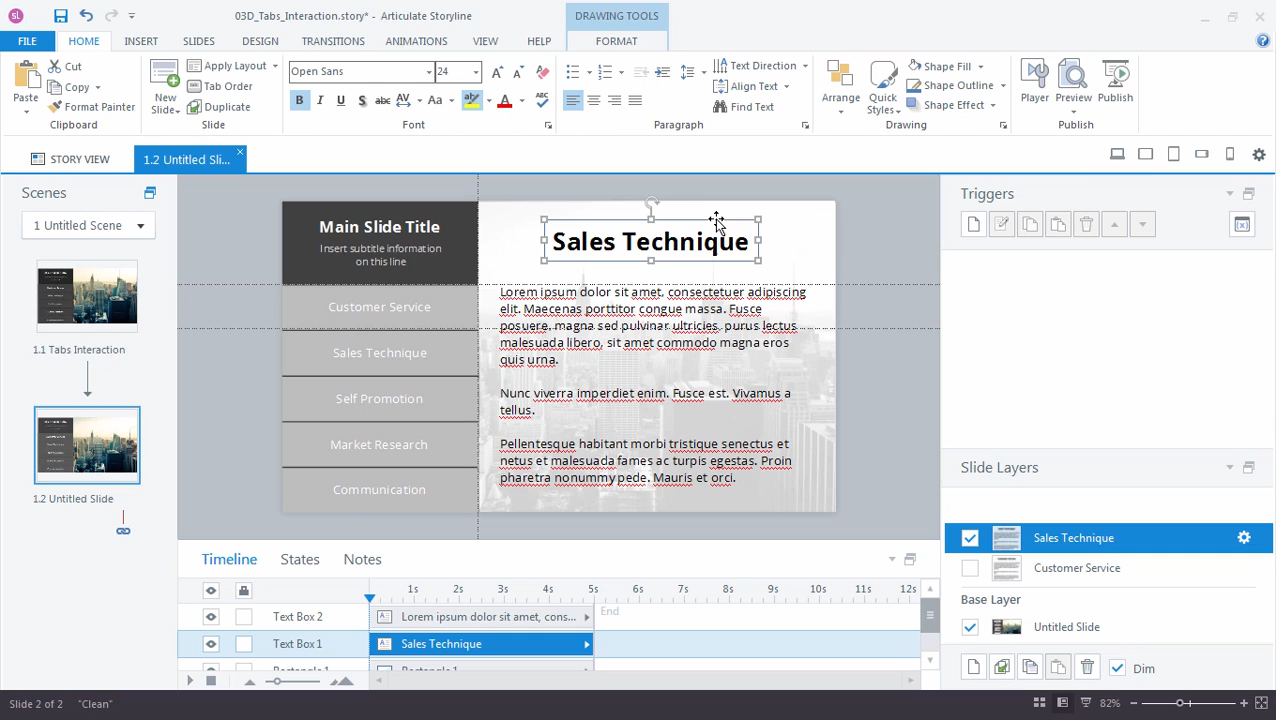 sl
03D_Tabs_Interaction.story* - Articulate Storyline
DRAWING TOOLS
FILE
HOME
INSERT
SLIDES
DESIGN
TRANSITIONS
ANIMATIONS
VIEW
HELP
FORMAT
Paste
Cut
Copy
Format Painter
Clipboard
New
Slide
Apply Layout
Tab Order
Duplicate
Slide
Open Sans
24
B I U S abc AV Aa A ABC
Font
Text Direction
Align Text
Find Text
Paragraph
Arrange
Quick
Styles
Shape Fill
Shape Outline
Shape Effect
Drawing
Player
Preview
Publish
Publish
STORY VIEW
1.2 Untitled Sli...
Scenes
1 Untitled Scene
1.1 Tabs Interaction
1.2 Untitled Slide
Main Slide Title
Insert subtitle information
on this line
Customer Service
Sales Technique
Self Promotion
Market Research
Communication
Sales Technique
Lorem ipsum dolor sit amet, consectetuer adipiscing
elit. Maecenas porttitor congue massa. Fusce
posuere, magna sed pulvinar ultricies, purus lectus
malesuada libero, sit amet commodo magna eros
quis urna.
Nunc viverra imperdiet enim. Fusce est. Vivamus a
tellus.
Pellentesque habitant morbi tristique senectus et
netus et malesuada fames ac turpis egestas. Proin
pharetra nonummy pede. Mauris et orci.
Triggers
Slide Layers
Sales Technique
Customer Service
Base Layer
Untitled Slide
Dim
Timeline
States
Notes
1s 2s 3s 4s 5s 6s 7s 8s 9s 10s 11s 12s
Text Box 2
Lorem ipsum dolor sit amet, cons...
End
Text Box 1
Sales Technique
Rectangle 1
Rectangle 1
Slide 2 of 2
"Clean"
82%